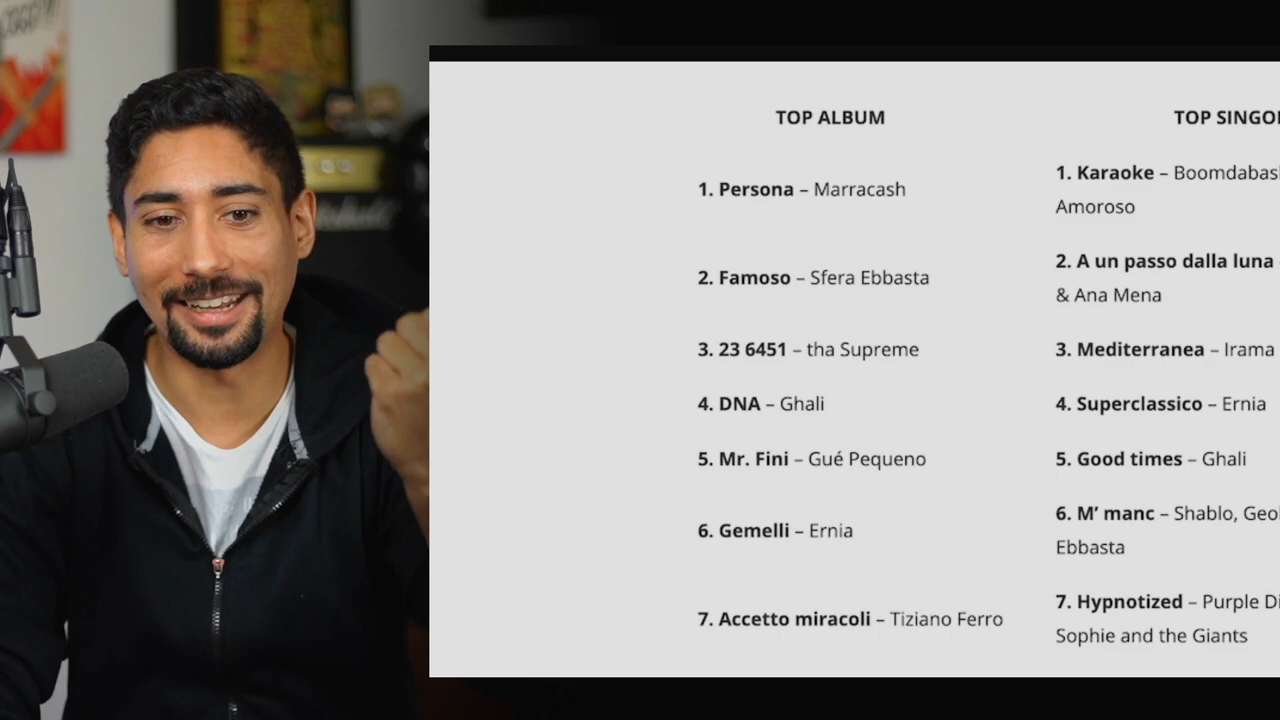 TOP ALBUM
1. Persona – Marracash
2. Famoso – Sfera Ebbasta
3. 23 6451 – tha Supreme
4. DNA – Ghali
5. Mr. Fini – Gué Pequeno
6. Gemelli – Ernia
7. Accetto miracoli – Tiziano Ferro
TOP SINGO
1. Karaoke – Boomdabas
Amoroso
2. A un passo dalla luna
& Ana Mena
3. Mediterranea – Irama
4. Superclassico – Ernia
5. Good times – Ghali
6. M’ manc – Shablo, Geo
Ebbasta
7. Hypnotized – Purple Di
Sophie and the Giants
Marshall